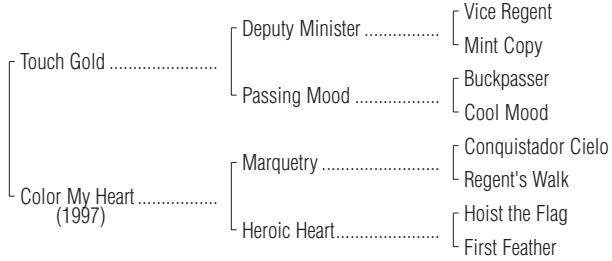 Vice Regent
Deputy Minister ..................
Mint Copy
Touch Gold .........................
Buckpasser
Passing Mood ....................
Cool Mood
Conquistador Cielo
Marquetry ...........................
Regent's Walk
Color My Heart ..................
(1997)
Hoist the Flag
Heroic Heart........................
First Feather